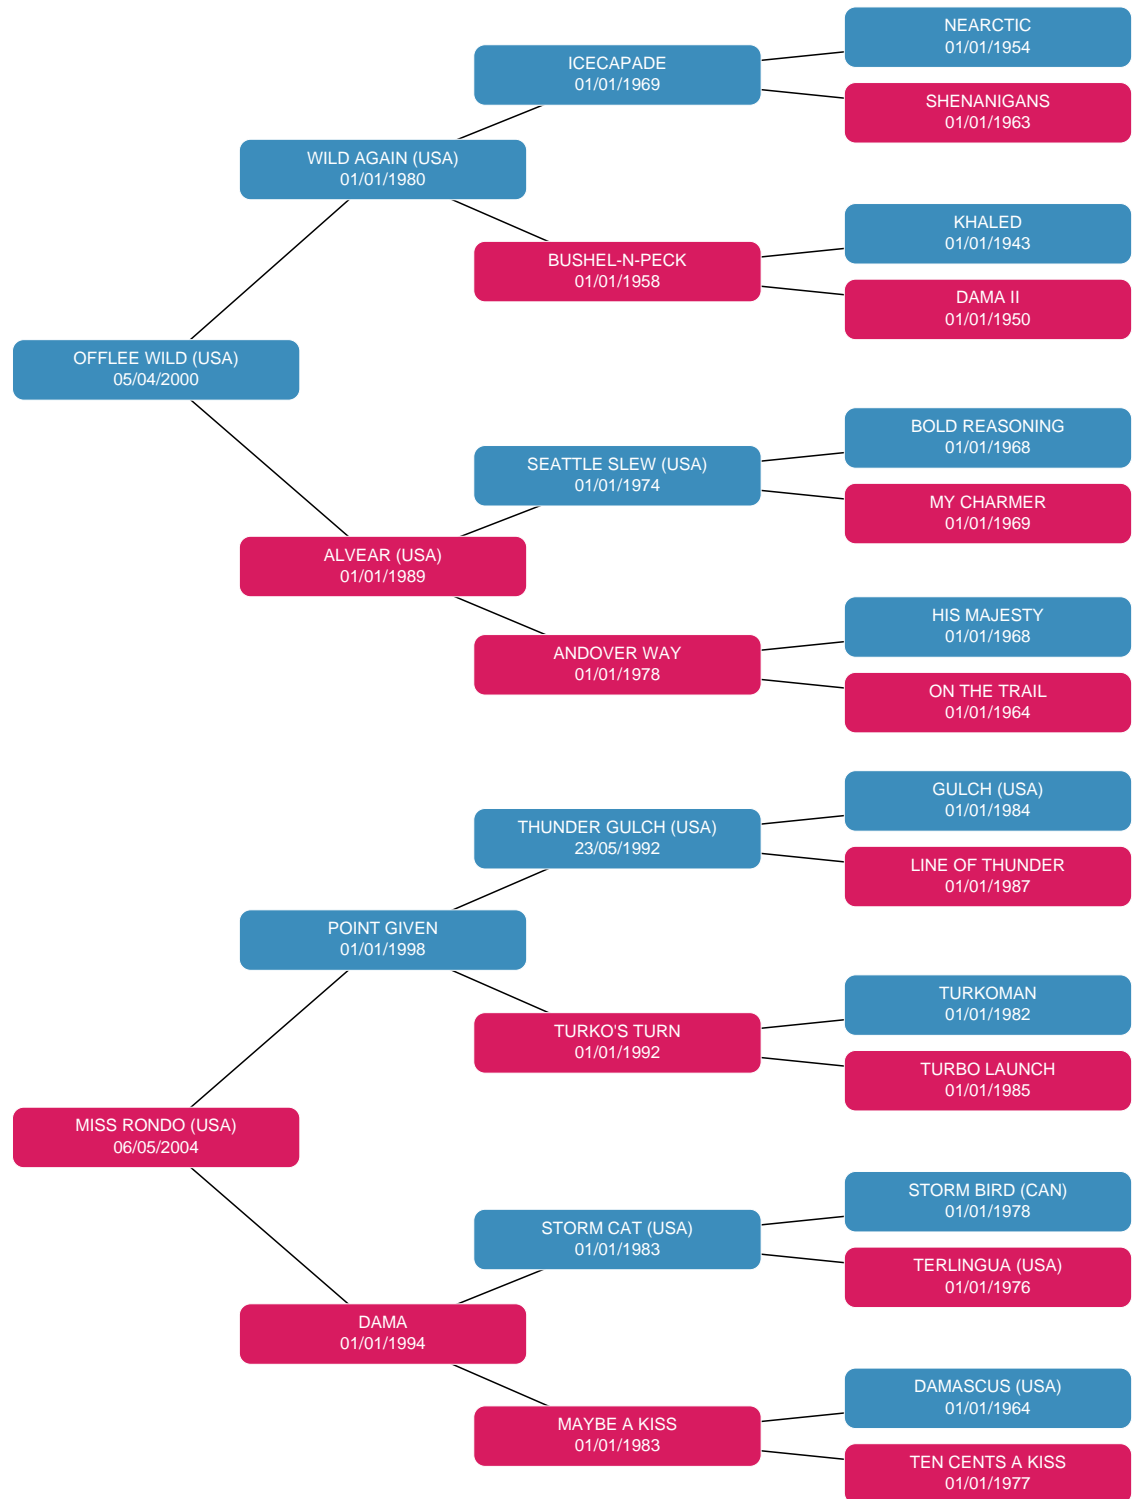 NEARCTIC
01/01/1954
ICECAPADE
01/01/1969
SHENANIGANS
01/01/1963
WILD AGAIN (USA)
01/01/1980
KHALED
01/01/1943
BUSHEL-N-PECK
01/01/1958
DAMA II
01/01/1950
OFFLEE WILD (USA)
05/04/2000
BOLD REASONING
01/01/1968
SEATTLE SLEW (USA)
01/01/1974
MY CHARMER
01/01/1969
ALVEAR (USA)
01/01/1989
HIS MAJESTY
01/01/1968
ANDOVER WAY
01/01/1978
ON THE TRAIL
01/01/1964
GULCH (USA)
01/01/1984
THUNDER GULCH (USA)
23/05/1992
LINE OF THUNDER
01/01/1987
POINT GIVEN
01/01/1998
TURKOMAN
01/01/1982
TURKO'S TURN
01/01/1992
TURBO LAUNCH
01/01/1985
MISS RONDO (USA)
06/05/2004
STORM BIRD (CAN)
01/01/1978
STORM CAT (USA)
01/01/1983
TERLINGUA (USA)
01/01/1976
DAMA
01/01/1994
DAMASCUS (USA)
01/01/1964
MAYBE A KISS
01/01/1983
TEN CENTS A KISS
01/01/1977